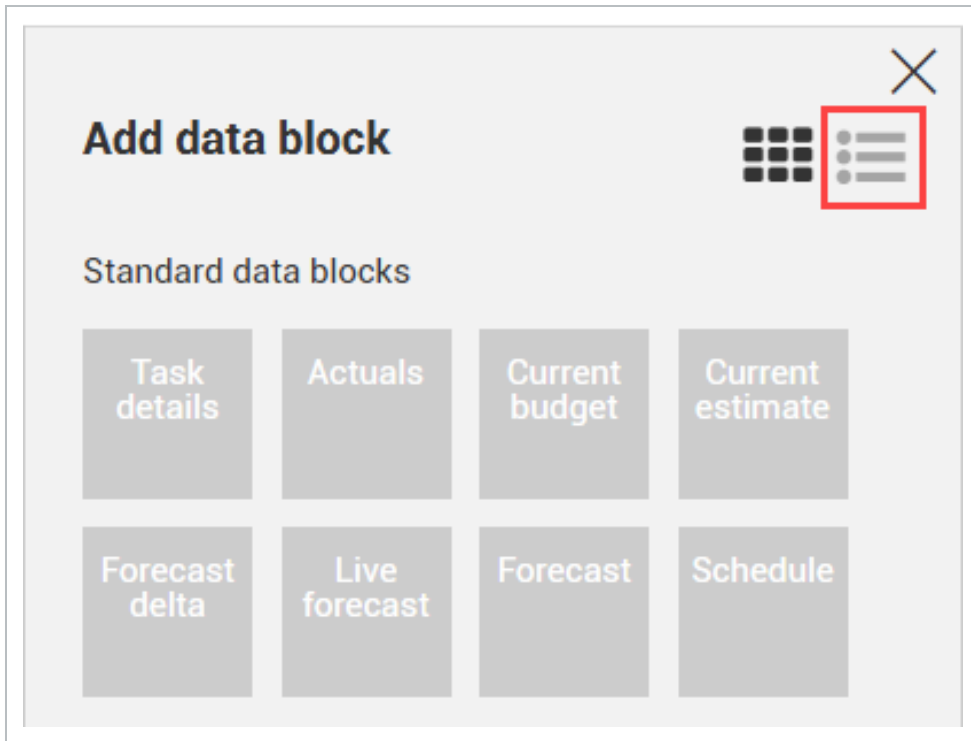 Add data block
Standard data blocks
Task
details
Actuals
Current
budget
Current
estimate
Forecast
delta
Live
forecast
Forecast
Schedule